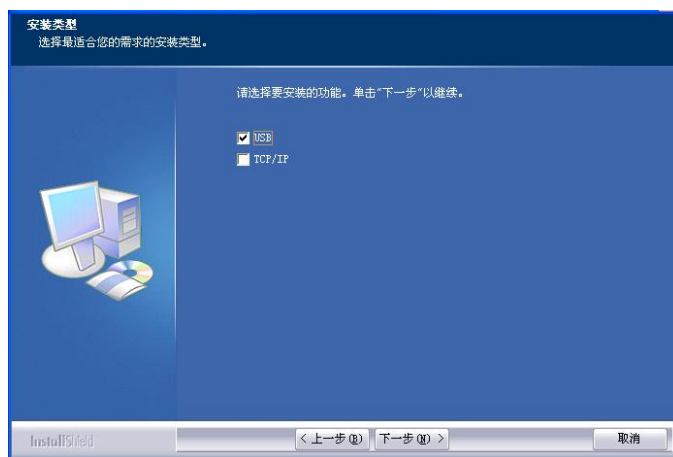 安装类型
选择最适合您的需求的安装类型。
请选择要安装的功能。单击"下一步"以继续。
USB
TCP/IP
InstallShield
< 上一步(B) 下一步(N) > 取消